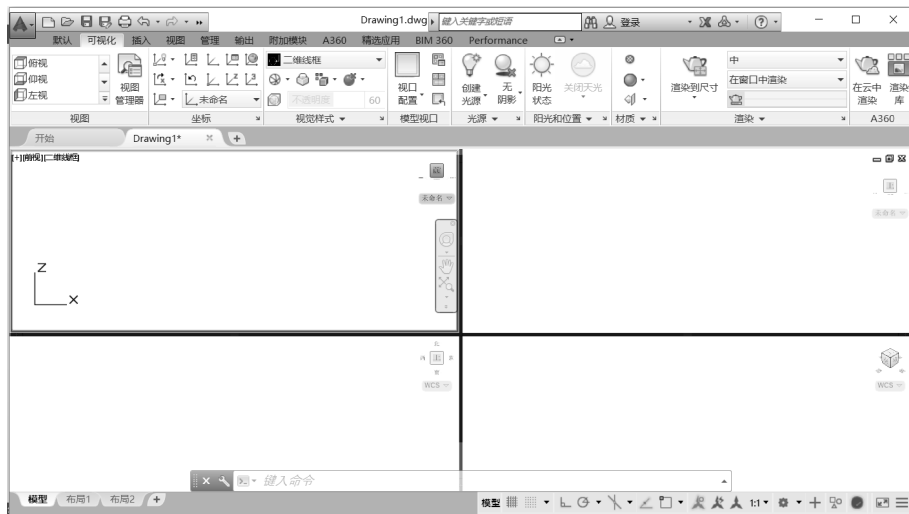 Drawing1.dwg 键入关键字或短语 登录
默认 可视化 插入 视图 管理 输出 附加模块 A360 精选应用 BIM 360 Performance
俯视
仰视
左视
视图
管理器
未命名
二维线框
不透明度 60
视口
配置
创建
光源
无
阴影
阳光
状态
关闭天光
渲染到尺寸
中
在窗口中渲染
在云中
渲染
渲染
库
视图 坐标 视觉样式 模型视口 光源 阳光和位置 材质 渲染 A360
开始 Drawing1* +
[+][俯视][二维线框]
未命名
未命名
Z
X
WCS
WCS
键入命令
模型 布局1 布局2 +
模型 1:1